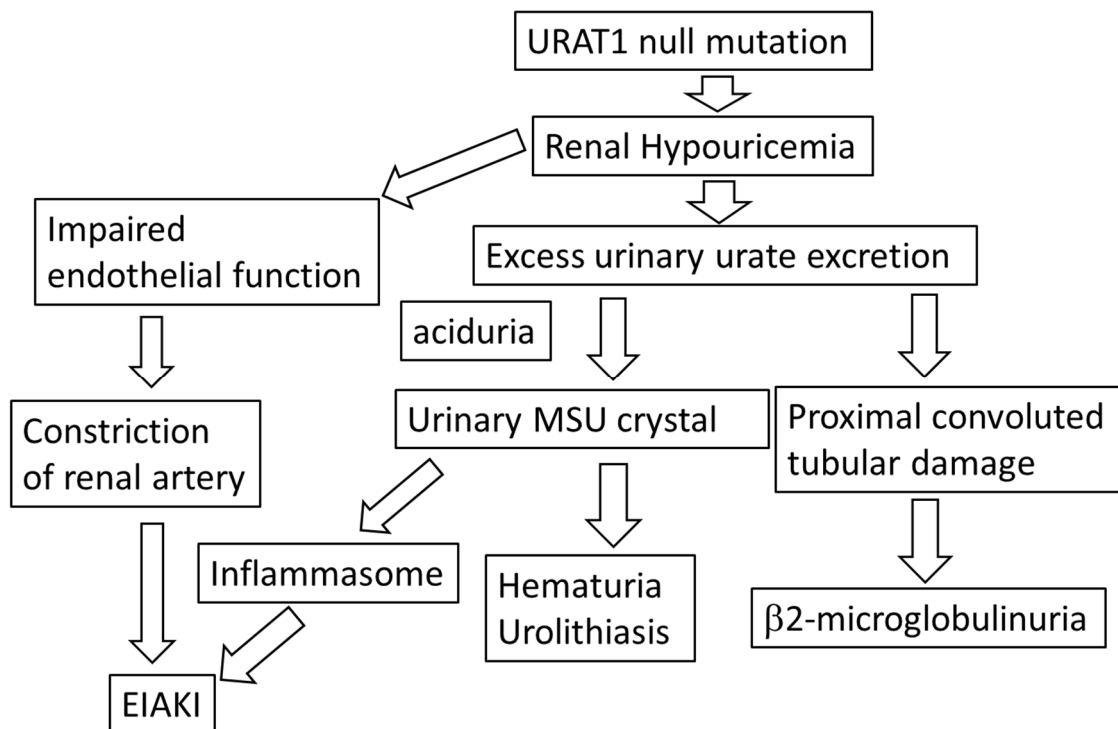 URAT1 null mutation
Renal Hypouricemia
Impaired
endothelial function
Excess urinary urate excretion
aciduria
Constriction
of renal artery
Urinary MSU crystal
Proximal convoluted
tubular damage
Inflammasome
Hematuria
Urolithiasis
β2-microglobulinuria
EIAKI